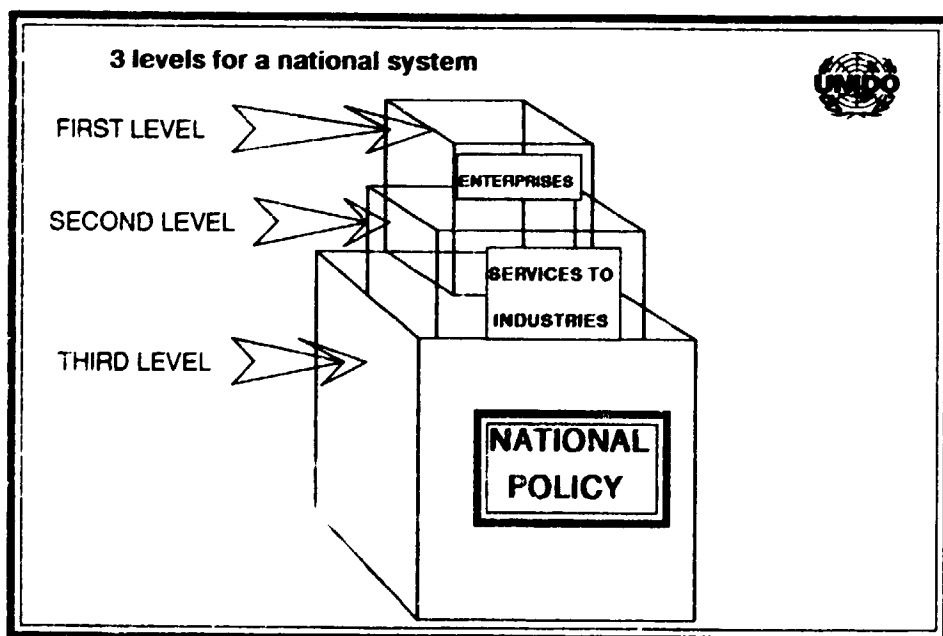 3 levels for a national system
UNIDO
FIRST LEVEL
ENTERPRISES
SECOND LEVEL
SERVICES TO
INDUSTRIES
THIRD LEVEL
NATIONAL
POLICY